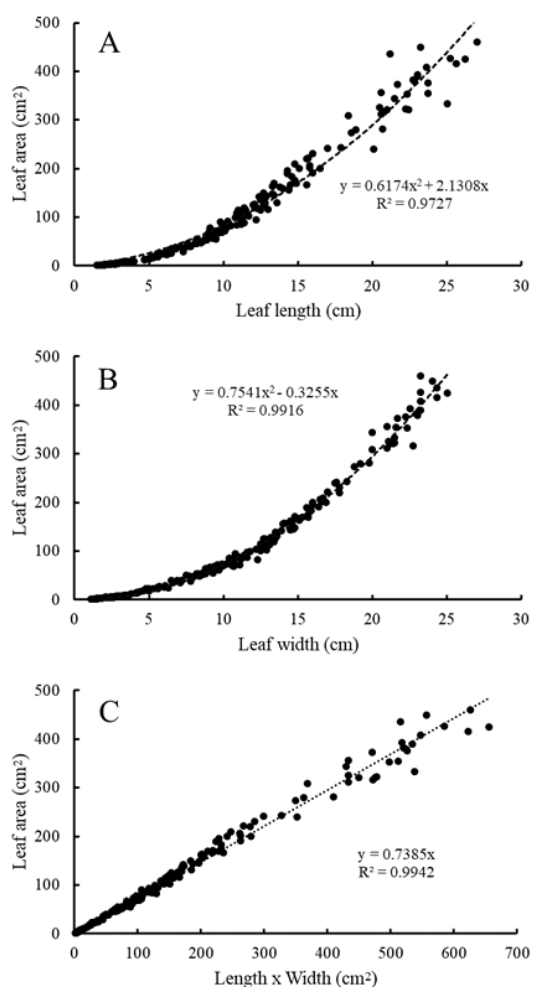 A
500
400
300
200
100
0
Leaf area (cm²)
y = 0.6174x² + 2.1308x
R² = 0.9727
0 5 10 15 20 25 30
Leaf length (cm)
B
500
400
300
200
100
0
Leaf area (cm²)
y = 0.7541x² - 0.3255x
R² = 0.9916
0 5 10 15 20 25 30
Leaf width (cm)
C
500
400
300
200
100
0
Leaf area (cm²)
y = 0.7385x
R² = 0.9942
0 100 200 300 400 500 600 700
Length x Width (cm²)